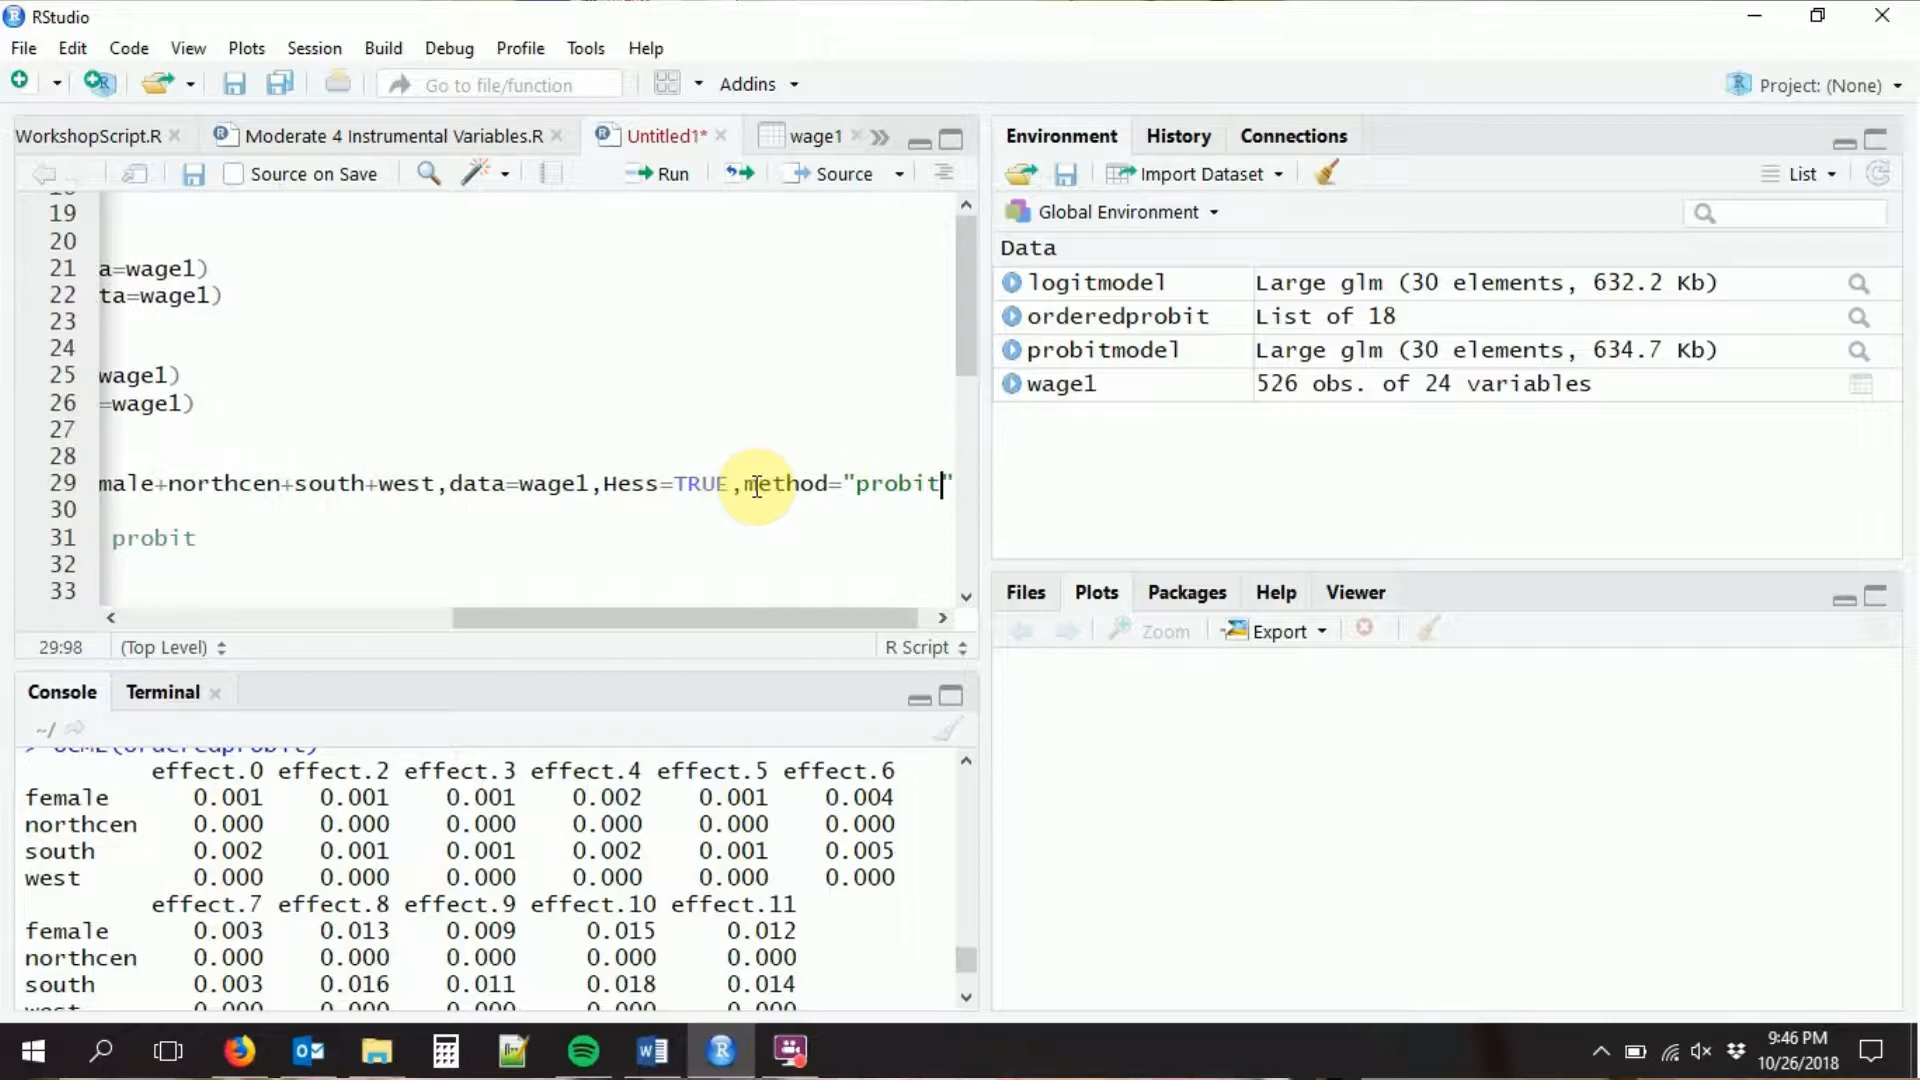 RStudio
File Edit Code View Plots Session Build Debug Profile Tools Help
Go to file/function Addins Project: (None)
WorkshopScript.R Moderate 4 Instrumental Variables.R Untitled1* wage1
Source on Save Run Source
19
20
21 a=wage1)
22 ta=wage1)
23
24
25 wage1)
26 =wage1)
27
28
29 male+northcen+south+west,data=wage1,Hess=TRUE,method="probit"
30
31 probit
32
33
29:98 (Top Level) R Script
Console Terminal
~/
effect.0 effect.2 effect.3 effect.4 effect.5 effect.6
female 0.001 0.001 0.001 0.002 0.001 0.004
northcen 0.000 0.000 0.000 0.000 0.000 0.000
south 0.002 0.001 0.001 0.002 0.001 0.005
west 0.000 0.000 0.000 0.000 0.000 0.000
effect.7 effect.8 effect.9 effect.10 effect.11
female 0.003 0.013 0.009 0.015 0.012
northcen 0.000 0.000 0.000 0.000 0.000
south 0.003 0.016 0.011 0.018 0.014
Environment History Connections
Import Dataset List
Global Environment
Data
logitmodel Large glm (30 elements, 632.2 Kb)
orderedprobit List of 18
probitmodel Large glm (30 elements, 634.7 Kb)
wage1 526 obs. of 24 variables
Files Plots Packages Help Viewer
Zoom Export
9:46 PM
10/26/2018